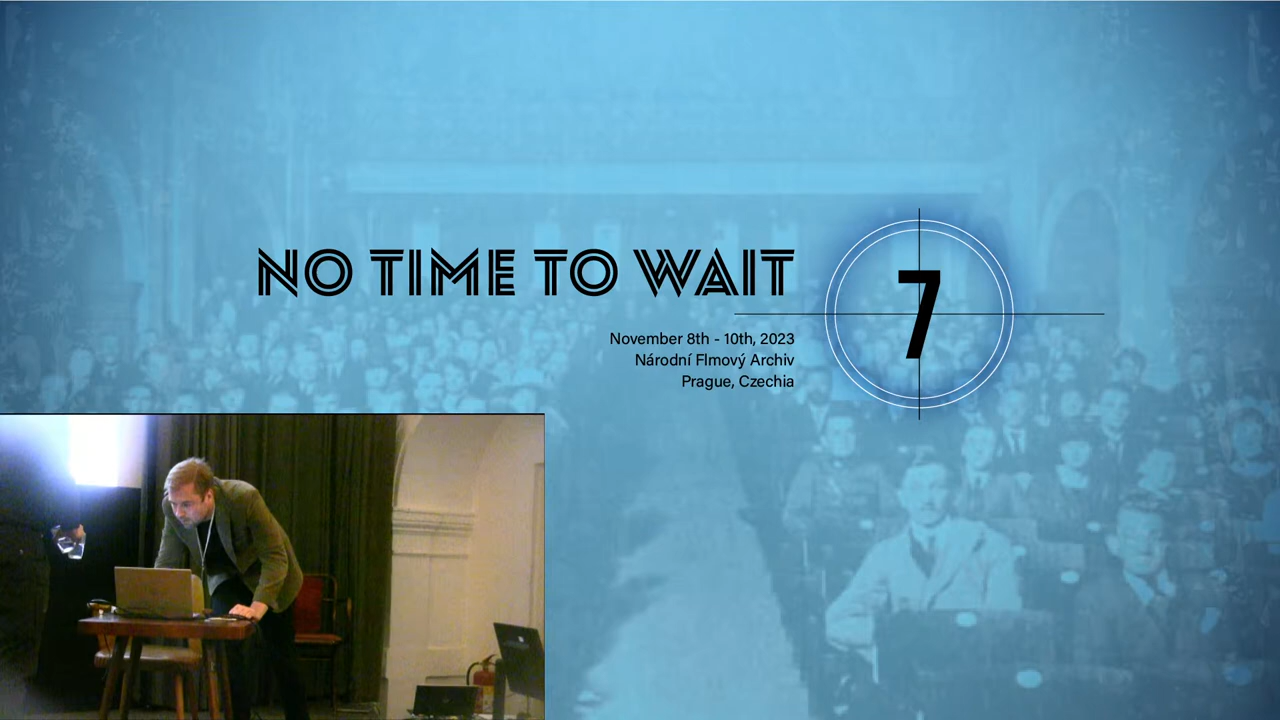 NO TIME TO WAIT
7
November 8th - 10th, 2023
Národní Flmový Archiv
Prague, Czechia